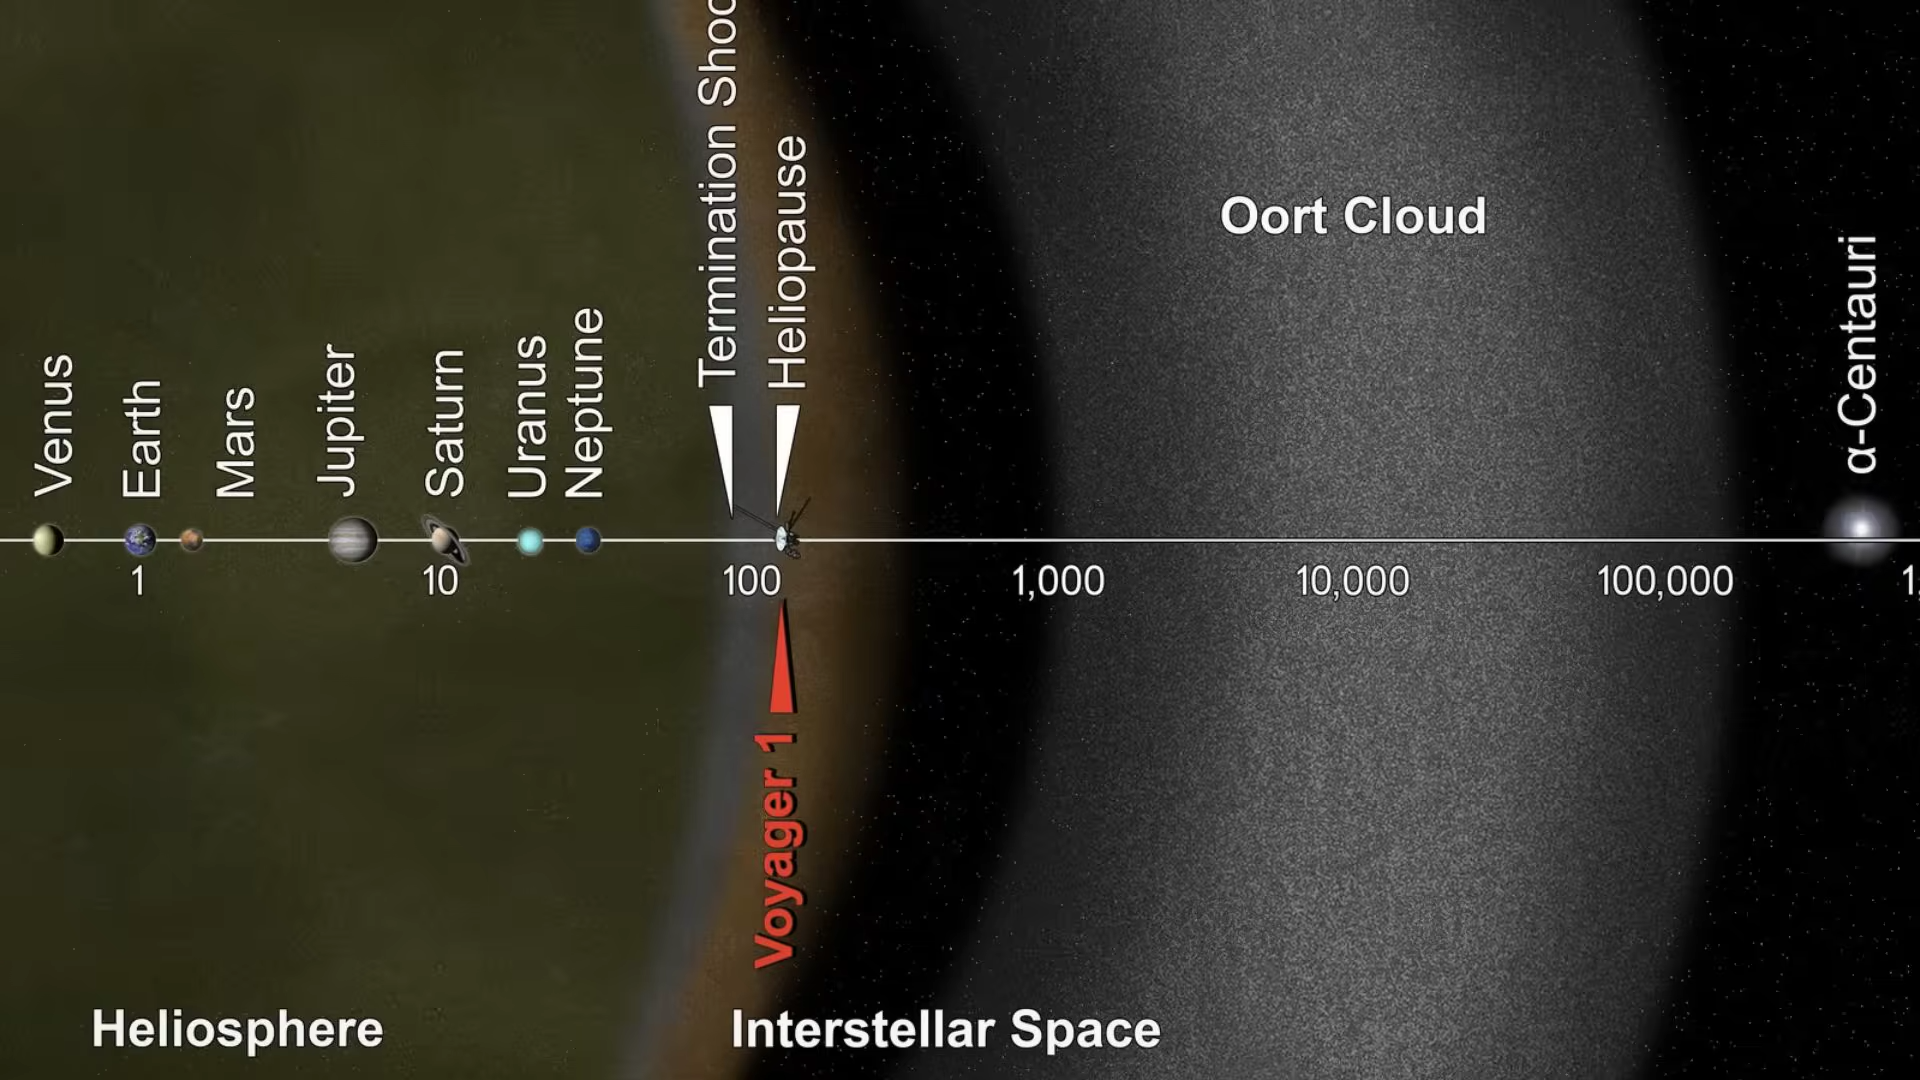 Termination Shoc
Heliopause
Oort Cloud
α-Centauri
Venus
Earth
Mars
Jupiter
Saturn
Uranus
Neptune
1
10
100
1,000
10,000
100,000
1,
Voyager 1
Heliosphere
Interstellar Space